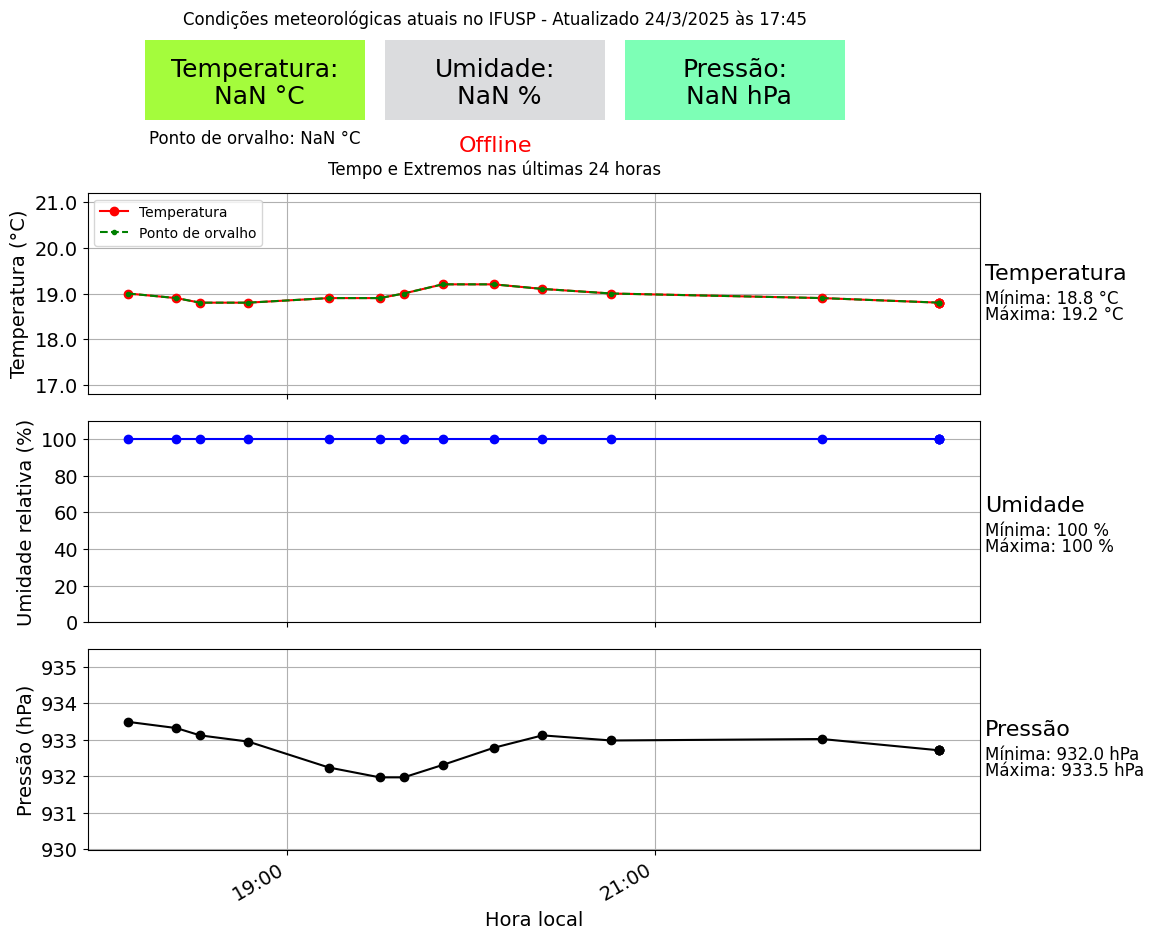 Condições meteorológicas atuais no IFUSP - Atualizado 24/3/2025 às 17:45
Temperatura:
NaN °C
Umidade:
NaN %
Pressão:
NaN hPa
Ponto de orvalho: NaN °C
Offline
Tempo e Extremos nas últimas 24 horas
Temperatura (°C)
21.0
20.0
19.0
18.0
17.0
Temperatura
Ponto de orvalho
Temperatura
Mínima: 18.8 °C
Máxima: 19.2 °C
Umidade relativa (%)
100
80
60
40
20
0
Umidade
Mínima: 100 %
Máxima: 100 %
Pressão (hPa)
935
934
933
932
931
930
Pressão
Mínima: 932.0 hPa
Máxima: 933.5 hPa
19:00
21:00
Hora local